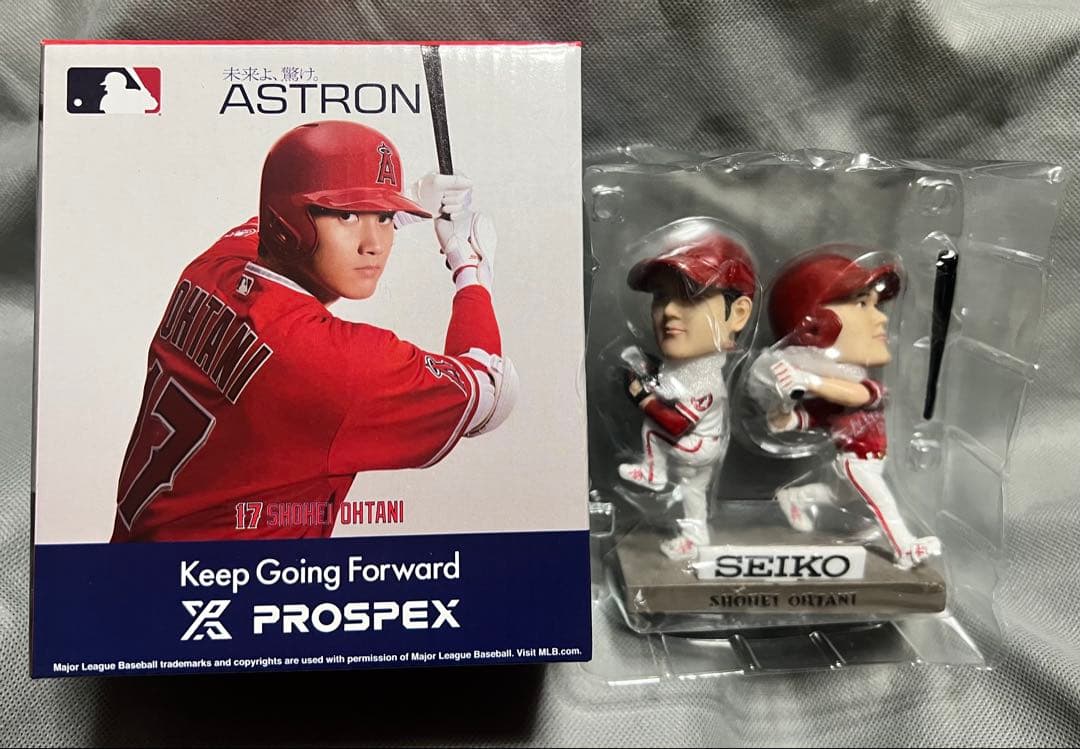 未来よ、驚け。
ASTRON
A
OHTANI
17
17 SHOHEI OHTANI
Keep Going Forward
PROSPEX
Major League Baseball trademarks and copyrights are used with permission of Major League Baseball. Visit MLB.com.
SEIKO
SHOHEI OHTANI